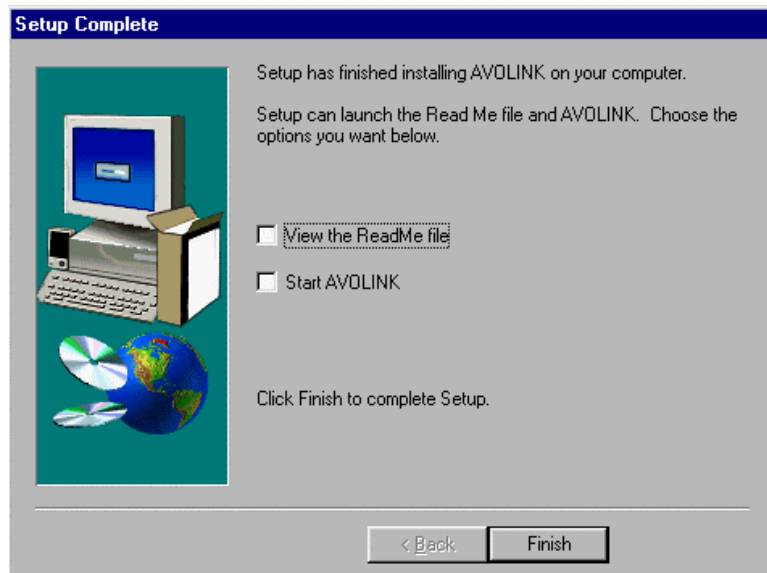 Setup Complete
Setup has finished installing AVOLINK on your computer.
Setup can launch the Read Me file and AVOLINK. Choose the
options you want below.
View the ReadMe file
Start AVOLINK
Click Finish to complete Setup.
< Back
Finish